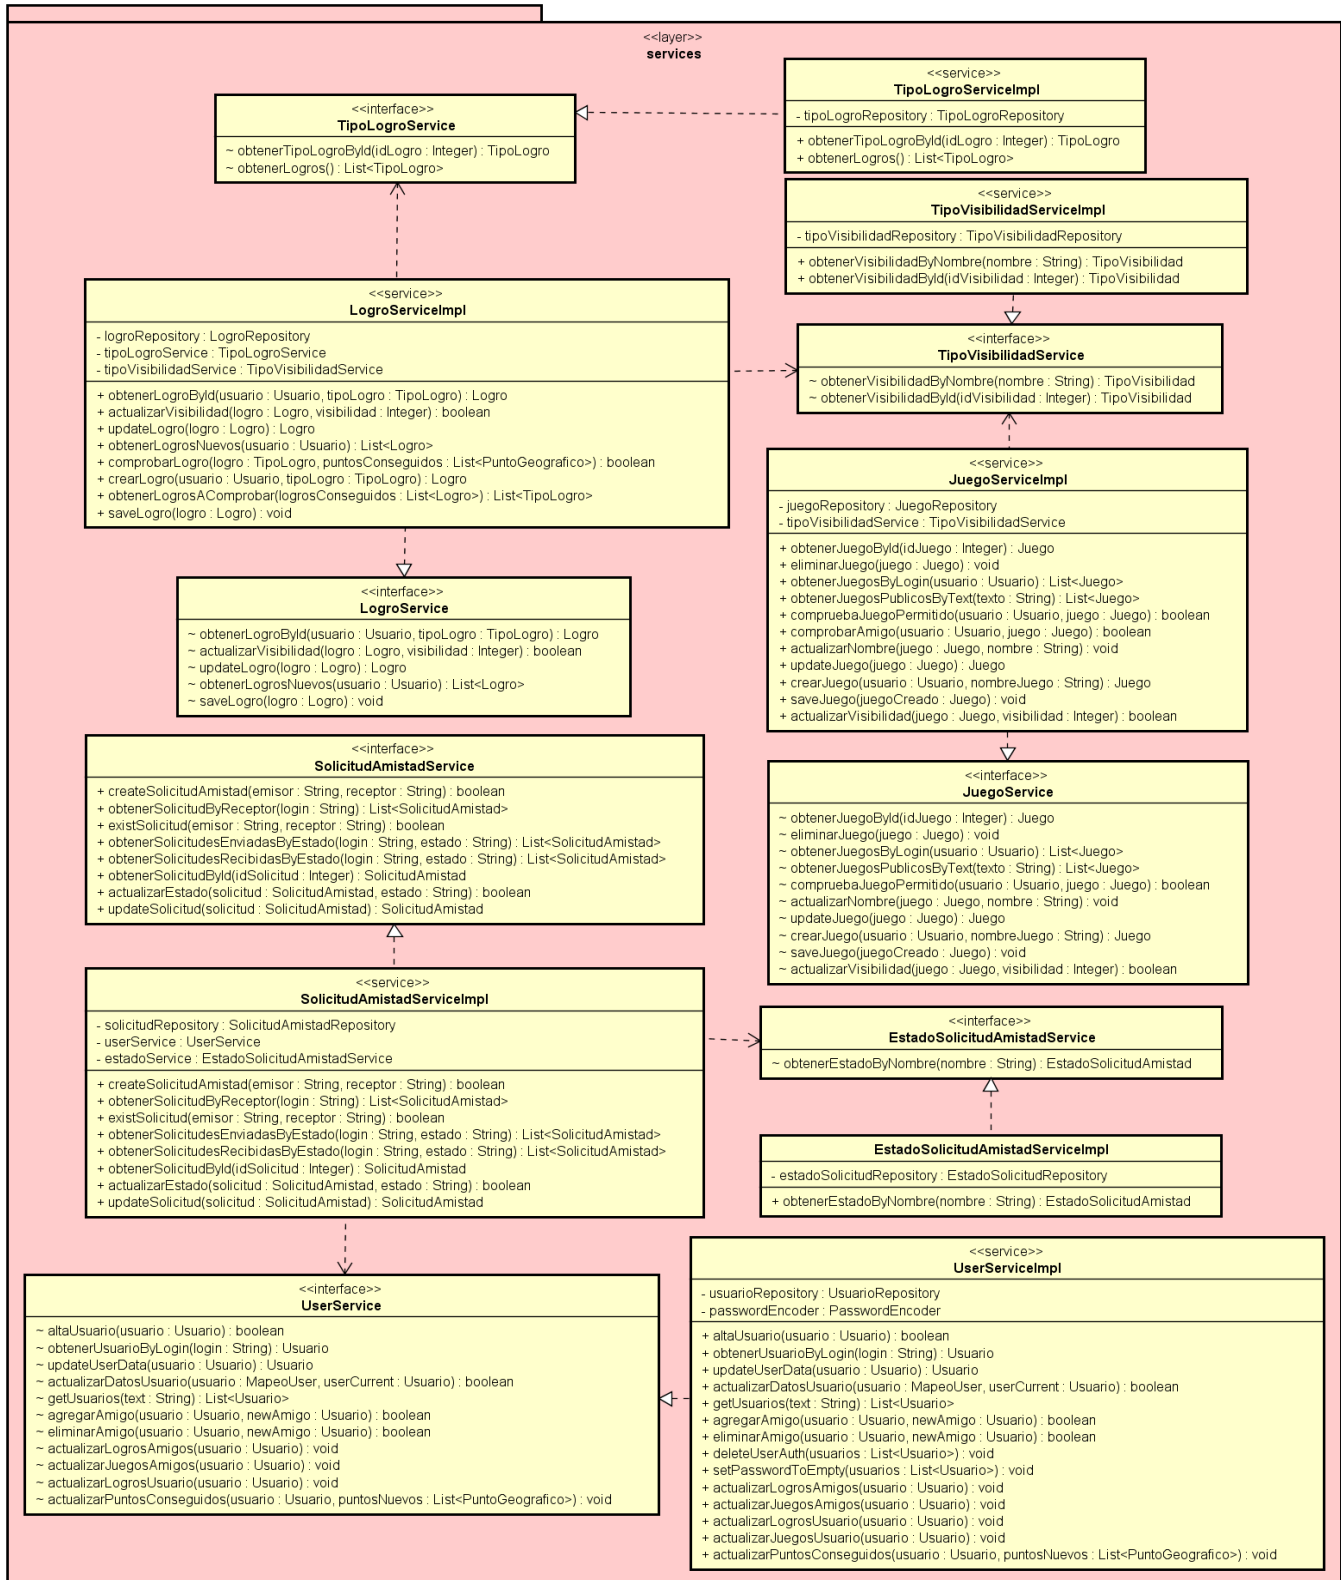 <<layer>>
services
<<interface>>
TipoLogroService
~ obtenerTipoLogroById(idLogro : Integer) : TipoLogro
~ obtenerLogros() : List<TipoLogro>
<<service>>
TipoLogroServiceImpl
- tipoLogroRepository : TipoLogroRepository
+ obtenerTipoLogroById(idLogro : Integer) : TipoLogro
+ obtenerLogros() : List<TipoLogro>
<<service>>
TipoVisibilidadServiceImpl
- tipoVisibilidadRepository : TipoVisibilidadRepository
+ obtenerVisibilidadByNombre(nombre : String) : TipoVisibilidad
+ obtenerVisibilidadById(idVisibilidad : Integer) : TipoVisibilidad
<<service>>
LogroServiceImpl
- logroRepository : LogroRepository
- tipoLogroService : TipoLogroService
- tipoVisibilidadService : TipoVisibilidadService
+ obtenerLogroById(usuario : Usuario, tipoLogro : TipoLogro) : Logro
+ actualizarVisibilidad(logro : Logro, visibilidad : Integer) : boolean
+ updateLogro(logro : Logro) : Logro
+ obtenerLogrosNuevos(usuario : Usuario) : List<Logro>
+ comprobarLogro(logro : TipoLogro, puntosConseguidos : List<PuntoGeografico>) : boolean
+ crearLogro(usuario : Usuario, tipoLogro : TipoLogro) : Logro
+ obtenerLogrosAComprobar(logrosConseguidos : List<Logro>) : List<TipoLogro>
+ saveLogro(logro : Logro) : void
<<interface>>
TipoVisibilidadService
~ obtenerVisibilidadByNombre(nombre : String) : TipoVisibilidad
~ obtenerVisibilidadById(idVisibilidad : Integer) : TipoVisibilidad
<<service>>
JuegoServiceImpl
- juegoRepository : JuegoRepository
- tipoVisibilidadService : TipoVisibilidadService
+ obtenerJuegoById(idJuego : Integer) : Juego
+ eliminarJuego(juego : Juego) : void
+ obtenerJuegosByLogin(usuario : Usuario) : List<Juego>
+ obtenerJuegosPublicosByText(texto : String) : List<Juego>
+ compruebaJuegoPermitido(usuario : Usuario, juego : Juego) : boolean
+ comprobarAmigo(usuario : Usuario, juego : Juego) : boolean
+ actualizarNombre(juego : Juego, nombre : String) : void
+ updateJuego(juego : Juego) : Juego
+ crearJuego(usuario : Usuario, nombreJuego : String) : Juego
+ saveJuego(juegoCreado : Juego) : void
+ actualizarVisibilidad(juego : Juego, visibilidad : Integer) : boolean
<<interface>>
LogroService
~ obtenerLogroById(usuario : Usuario, tipoLogro : TipoLogro) : Logro
~ actualizarVisibilidad(logro : Logro, visibilidad : Integer) : boolean
~ updateLogro(logro : Logro) : Logro
~ obtenerLogrosNuevos(usuario : Usuario) : List<Logro>
~ saveLogro(logro : Logro) : void
<<interface>>
SolicitudAmistadService
+ createSolicitudAmistad(emisor : String, receptor : String) : boolean
+ obtenerSolicitudByReceptor(login : String) : List<SolicitudAmistad>
+ existSolicitud(emisor : String, receptor : String) : boolean
+ obtenerSolicitudesEnviadasByEstado(login : String, estado : String) : List<SolicitudAmistad>
+ obtenerSolicitudesRecibidasByEstado(login : String, estado : String) : List<SolicitudAmistad>
+ obtenerSolicitudById(idSolicitud : Integer) : SolicitudAmistad
+ actualizarEstado(solicitud : SolicitudAmistad, estado : String) : boolean
+ updateSolicitud(solicitud : SolicitudAmistad) : SolicitudAmistad
<<interface>>
JuegoService
~ obtenerJuegoById(idJuego : Integer) : Juego
~ eliminarJuego(juego : Juego) : void
~ obtenerJuegosByLogin(usuario : Usuario) : List<Juego>
~ obtenerJuegosPublicosByText(texto : String) : List<Juego>
~ compruebaJuegoPermitido(usuario : Usuario, juego : Juego) : boolean
~ actualizarNombre(juego : Juego, nombre : String) : void
~ updateJuego(juego : Juego) : Juego
~ crearJuego(usuario : Usuario, nombreJuego : String) : Juego
~ saveJuego(juegoCreado : Juego) : void
~ actualizarVisibilidad(juego : Juego, visibilidad : Integer) : boolean
<<service>>
SolicitudAmistadServiceImpl
- solicitudRepository : SolicitudAmistadRepository
- userService : UserService
- estadoService : EstadoSolicitudAmistadService
+ createSolicitudAmistad(emisor : String, receptor : String) : boolean
+ obtenerSolicitudByReceptor(login : String) : List<SolicitudAmistad>
+ existSolicitud(emisor : String, receptor : String) : boolean
+ obtenerSolicitudesEnviadasByEstado(login : String, estado : String) : List<SolicitudAmistad>
+ obtenerSolicitudesRecibidasByEstado(login : String, estado : String) : List<SolicitudAmistad>
+ obtenerSolicitudById(idSolicitud : Integer) : SolicitudAmistad
+ actualizarEstado(solicitud : SolicitudAmistad, estado : String) : boolean
+ updateSolicitud(solicitud : SolicitudAmistad) : SolicitudAmistad
<<interface>>
EstadoSolicitudAmistadService
~ obtenerEstadoByNombre(nombre : String) : EstadoSolicitudAmistad
EstadoSolicitudAmistadServiceImpl
- estadoSolicitudRepository : EstadoSolicitudRepository
+ obtenerEstadoByNombre(nombre : String) : EstadoSolicitudAmistad
<<interface>>
UserService
~ altaUsuario(usuario : Usuario) : boolean
~ obtenerUsuarioByLogin(login : String) : Usuario
~ updateUserData(usuario : Usuario) : Usuario
~ actualizarDatosUsuario(usuario : MapeoUser, userCurrent : Usuario) : boolean
~ getUsuarios(text : String) : List<Usuario>
~ agregarAmigo(usuario : Usuario, newAmigo : Usuario) : boolean
~ eliminarAmigo(usuario : Usuario, newAmigo : Usuario) : boolean
~ actualizarLogrosAmigos(usuario : Usuario) : void
~ actualizarJuegosAmigos(usuario : Usuario) : void
~ actualizarLogrosUsuario(usuario : Usuario) : void
~ actualizarPuntosConseguidos(usuario : Usuario, puntosNuevos : List<PuntoGeografico>) : void
<<service>>
UserServiceImpl
- usuarioRepository : UsuarioRepository
- passwordEncoder : PasswordEncoder
+ altaUsuario(usuario : Usuario) : boolean
+ obtenerUsuarioByLogin(login : String) : Usuario
+ updateUserData(usuario : Usuario) : Usuario
+ actualizarDatosUsuario(usuario : MapeoUser, userCurrent : Usuario) : boolean
+ getUsuarios(text : String) : List<Usuario>
+ agregarAmigo(usuario : Usuario, newAmigo : Usuario) : boolean
+ eliminarAmigo(usuario : Usuario, newAmigo : Usuario) : boolean
+ deleteUserAuth(usuarios : List<Usuario>) : void
+ setPasswordToEmpty(usuarios : List<Usuario>) : void
+ actualizarLogrosAmigos(usuario : Usuario) : void
+ actualizarJuegosAmigos(usuario : Usuario) : void
+ actualizarLogrosUsuario(usuario : Usuario) : void
+ actualizarJuegosUsuario(usuario : Usuario) : void
+ actualizarPuntosConseguidos(usuario : Usuario, puntosNuevos : List<PuntoGeografico>) : void